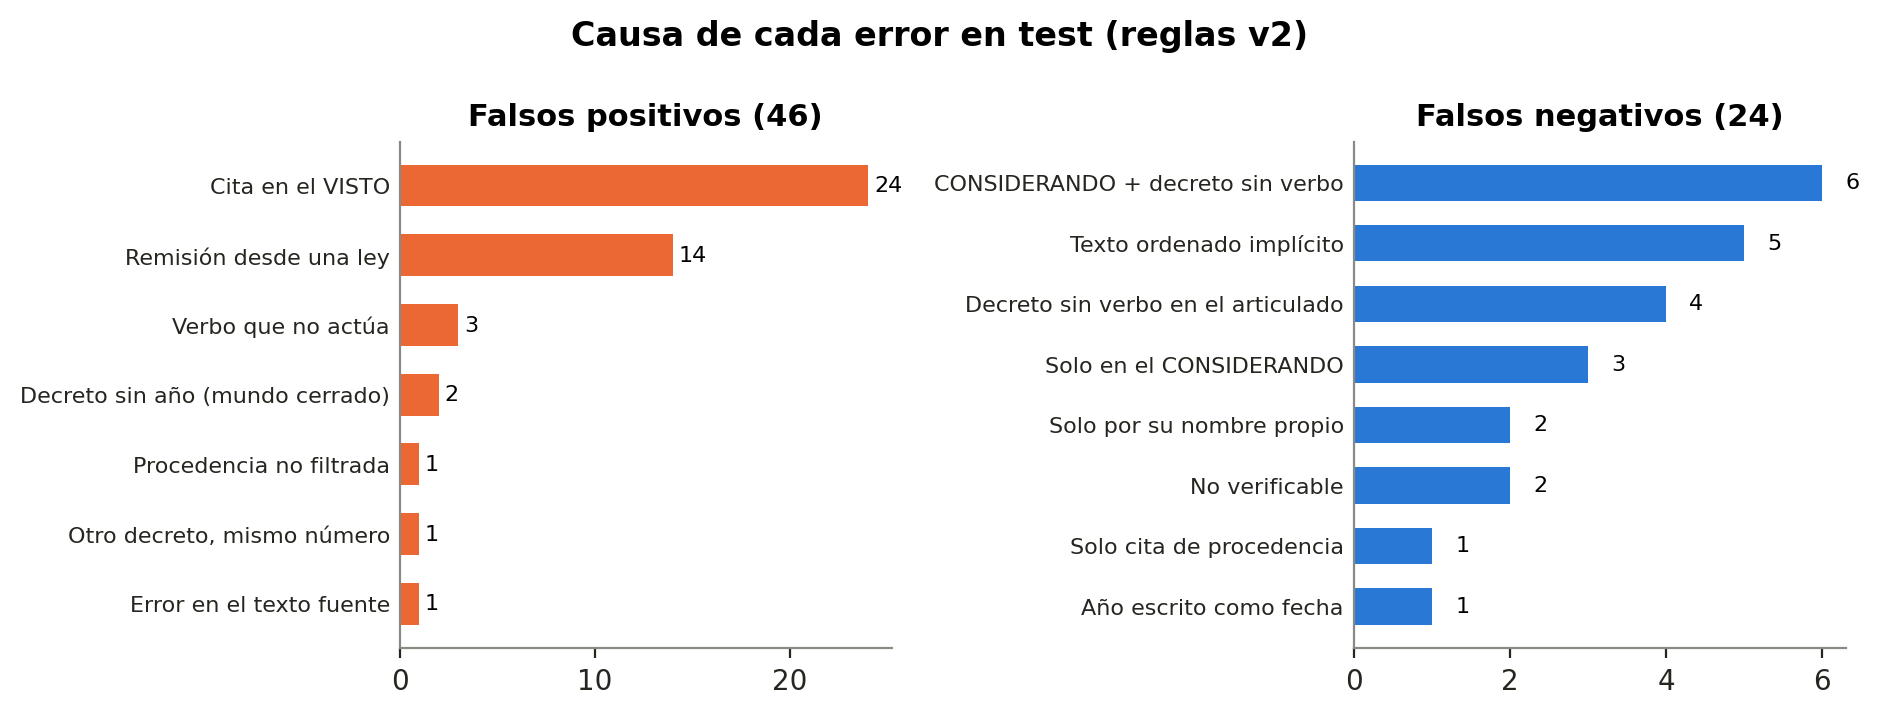 Causa de cada error en test (reglas v2)
Falsos positivos (46)
Cita en el VISTO 24
Remisión desde una ley 14
Verbo que no actúa 3
Decreto sin año (mundo cerrado) 2
Procedencia no filtrada 1
Otro decreto, mismo número 1
Error en el texto fuente 1
0 10 20
Falsos negativos (24)
CONSIDERANDO + decreto sin verbo 6
Texto ordenado implícito 5
Decreto sin verbo en el articulado 4
Solo en el CONSIDERANDO 3
Solo por su nombre propio 2
No verificable 2
Solo cita de procedencia 1
Año escrito como fecha 1
0 2 4 6